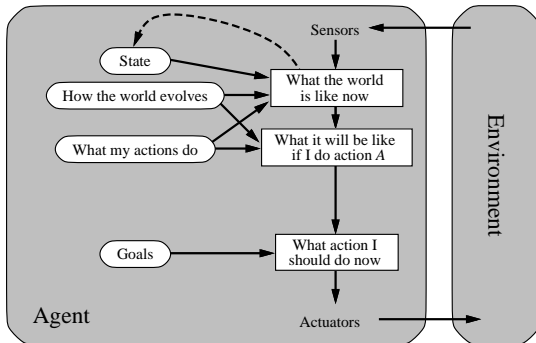 Sensors
State
What the world
is like now
How the world evolves
What it will be like
if I do action A
What my actions do
Environment
Goals
What action I
should do now
Agent
Actuators